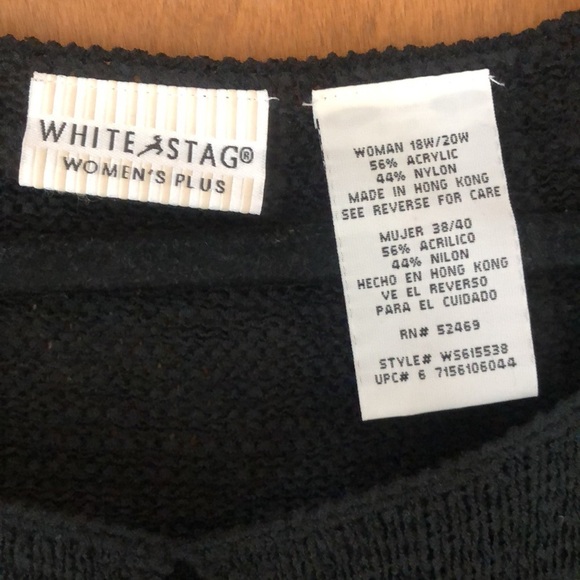 WHITE STAG®
WOMEN'S PLUS
WOMAN 18W/20W
56% ACRYLIC
44% NYLON
MADE IN HONG KONG
SEE REVERSE FOR CARE
MUJER 38/40
56% ACRILICO
44% NILON
HECHO EN HONG KONG
VE EL REVERSO
PARA EL CUIDADO
RN# 52469
STYLE# WS615538
UPC# 6 7156106044